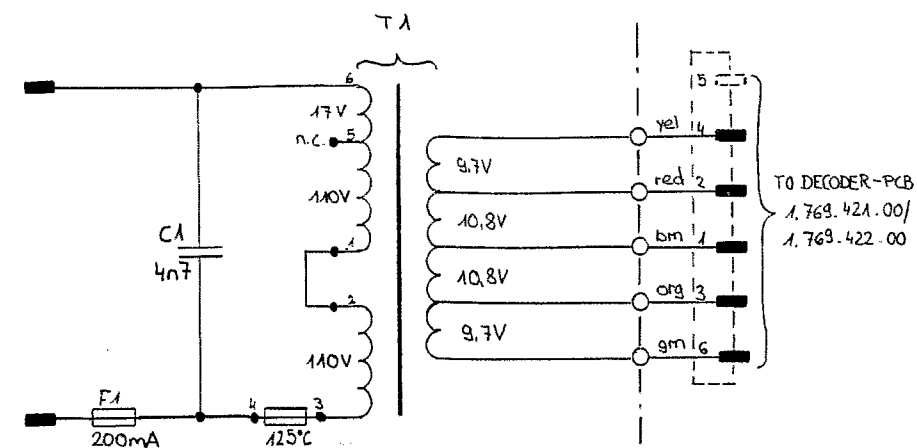 T1
6
17V
n.c.
5
110V
1
2
110V
C1
4n7
F1
200mA
4
3
125°C
9.7V
10,8V
10,8V
9.7V
5
yel 4
red 2
brn 1
org 3
grn 6
TO DECODER-PCB
1.769.421.00/
1.769.422.00